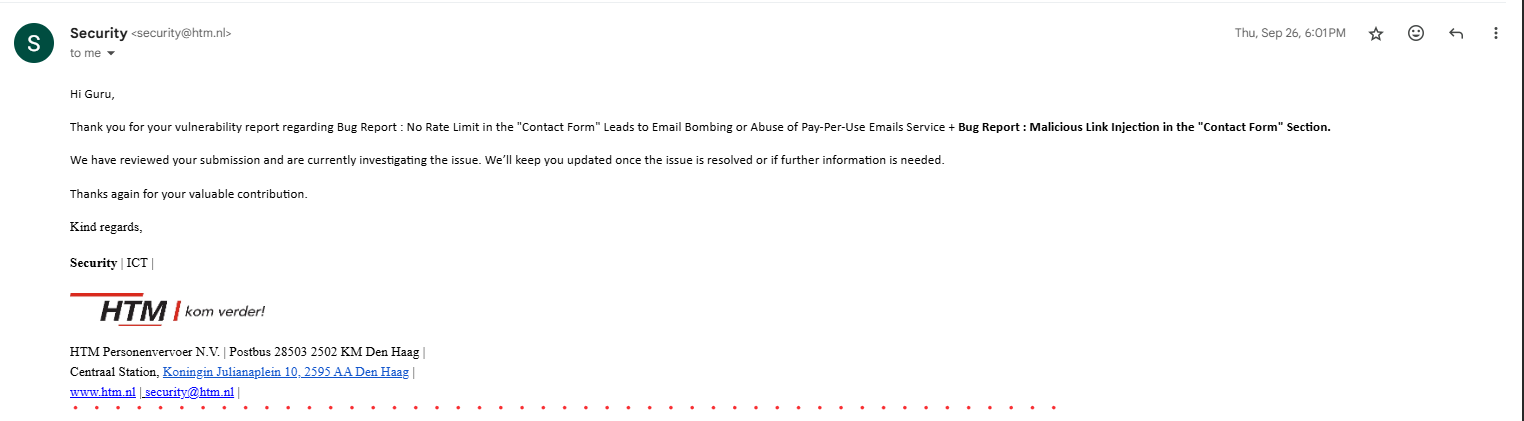 S
Security <security@htm.nl>
Thu, Sep 26, 6:01 PM
to me
Hi Guru,
Thank you for your vulnerability report regarding Bug Report : No Rate Limit in the "Contact Form" Leads to Email Bombing or Abuse of Pay-Per-Use Emails Service + Bug Report : Malicious Link Injection in the "Contact Form" Section.
We have reviewed your submission and are currently investigating the issue. We'll keep you updated once the issue is resolved or if further information is needed.
Thanks again for your valuable contribution.
Kind regards,
Security | ICT |
HTM kom verder!
HTM Personenvervoer N.V. | Postbus 28503 2502 KM Den Haag |
Centraal Station, Koningin Julianaplein 10, 2595 AA Den Haag |
www.htm.nl | security@htm.nl |